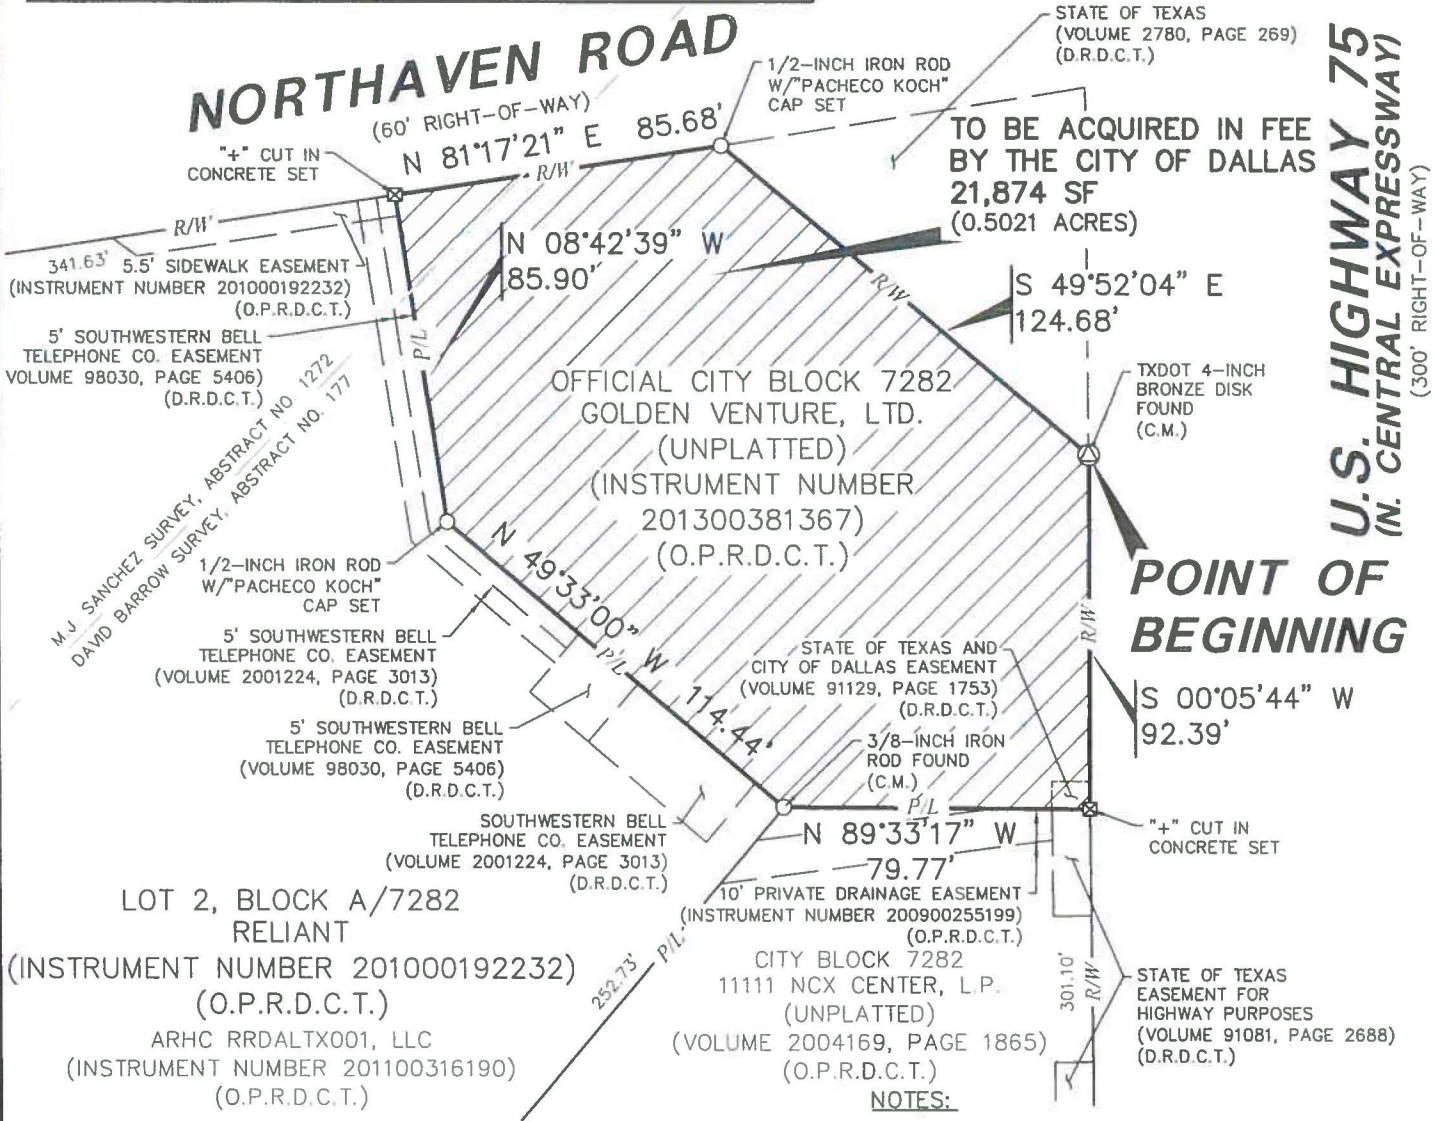 STATE OF TEXAS
(VOLUME 2780, PAGE 269)
(D.R.D.C.T.)
NORTHAVEN ROAD
(60' RIGHT-OF-WAY)
N 81°17'21" E 85.68'
R/W
1/2-INCH IRON ROD
W/"PACHECO KOCH"
CAP SET
"+" CUT IN
CONCRETE SET
TO BE ACQUIRED IN FEE
BY THE CITY OF DALLAS
21,874 SF
(0.5021 ACRES)
U.S. HIGHWAY 75
(N. CENTRAL EXPRESSWAY)
(300' RIGHT-OF-WAY)
R/W
341.63'
5.5' SIDEWALK EASEMENT
(INSTRUMENT NUMBER 201000192232)
(O.P.R.D.C.T.)
N 08°42'39" W
85.90'
R/W
S 49°52'04" E
124.68'
5' SOUTHWESTERN BELL
TELEPHONE CO. EASEMENT
VOLUME 98030, PAGE 5406)
(D.R.D.C.T.)
P/L
M.J. SANCHEZ SURVEY, ABSTRACT NO. 1272
DAVID BARROW SURVEY, ABSTRACT NO. 177
OFFICIAL CITY BLOCK 7282
GOLDEN VENTURE, LTD.
(UNPLATTED)
(INSTRUMENT NUMBER
201300381367)
(O.P.R.D.C.T.)
TXDOT 4-INCH
BRONZE DISK
FOUND
(C.M.)
POINT OF
BEGINNING
1/2-INCH IRON ROD
W/"PACHECO KOCH"
CAP SET
N 49°33'00" W 114.44'
P/L
5' SOUTHWESTERN BELL
TELEPHONE CO. EASEMENT
(VOLUME 2001224, PAGE 3013)
(D.R.D.C.T.)
STATE OF TEXAS AND
CITY OF DALLAS EASEMENT
(VOLUME 91129, PAGE 1753)
(D.R.D.C.T.)
R/W
S 00°05'44" W
92.39'
5' SOUTHWESTERN BELL
TELEPHONE CO. EASEMENT
(VOLUME 98030, PAGE 5406)
(D.R.D.C.T.)
3/8-INCH IRON
ROD FOUND
(C.M.)
P/L
SOUTHWESTERN BELL
TELEPHONE CO. EASEMENT
(VOLUME 2001224, PAGE 3013)
(D.R.D.C.T.)
N 89°33'17" W
79.77'
"+" CUT IN
CONCRETE SET
10' PRIVATE DRAINAGE EASEMENT
(INSTRUMENT NUMBER 200900255199)
(O.P.R.D.C.T.)
LOT 2, BLOCK A/7282
RELIANT
(INSTRUMENT NUMBER 201000192232)
(O.P.R.D.C.T.)
ARHC RRDALTX001, LLC
(INSTRUMENT NUMBER 201100316190)
(O.P.R.D.C.T.)
252.73'
P/L
CITY BLOCK 7282
11111 NCX CENTER, L.P.
(UNPLATTED)
(VOLUME 2004169, PAGE 1865)
(O.P.R.D.C.T.)
301.10'
R/W
STATE OF TEXAS
EASEMENT FOR
HIGHWAY PURPOSES
(VOLUME 91081, PAGE 2688)
(D.R.D.C.T.)
NOTES: